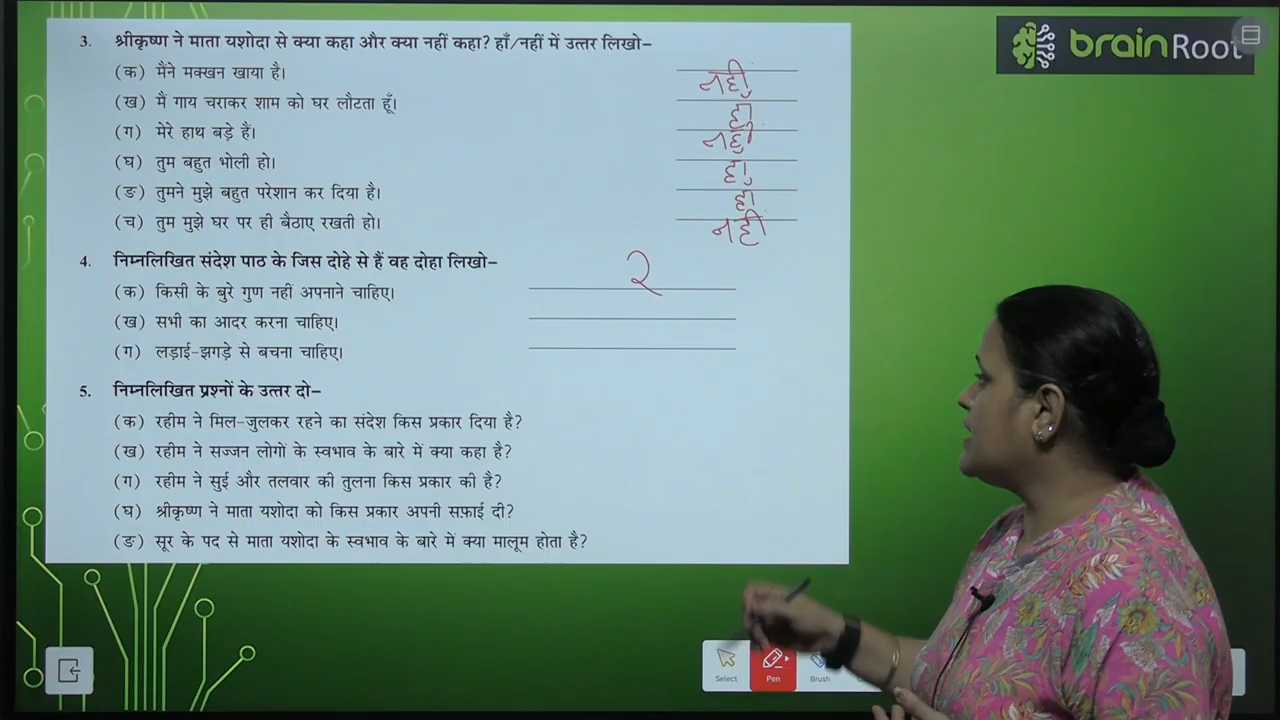 brainRoot
3. श्रीकृष्ण ने माता यशोदा से क्या कहा और क्या नहीं कहा? हाँ/नहीं में उत्तर लिखो–
(क) मैंने मक्खन खाया है। नहीं
(ख) मैं गाय चराकर शाम को घर लौटता हूँ। हाँ
(ग) मेरे हाथ बड़े हैं। नहीं
(घ) तुम बहुत भोली हो। हाँ
(ङ) तुमने मुझे बहुत परेशान कर दिया है। हाँ
(च) तुम मुझे घर पर ही बैठाए रखती हो। नहीं
4. निम्नलिखित संदेश पाठ के जिस दोहे से हैं वह दोहा लिखो–
(क) किसी के बुरे गुण नहीं अपनाने चाहिए। २
(ख) सभी का आदर करना चाहिए।
(ग) लड़ाई-झगड़े से बचना चाहिए।
5. निम्नलिखित प्रश्नों के उत्तर दो–
(क) रहीम ने मिल-जुलकर रहने का संदेश किस प्रकार दिया है?
(ख) रहीम ने सज्जन लोगों के स्वभाव के बारे में क्या कहा है?
(ग) रहीम ने सुई और तलवार की तुलना किस प्रकार की है?
(घ) श्रीकृष्ण ने माता यशोदा को किस प्रकार अपनी सफ़ाई दी?
(ङ) सूर के पद से माता यशोदा के स्वभाव के बारे में क्या मालूम होता है?
Select Pen Brush